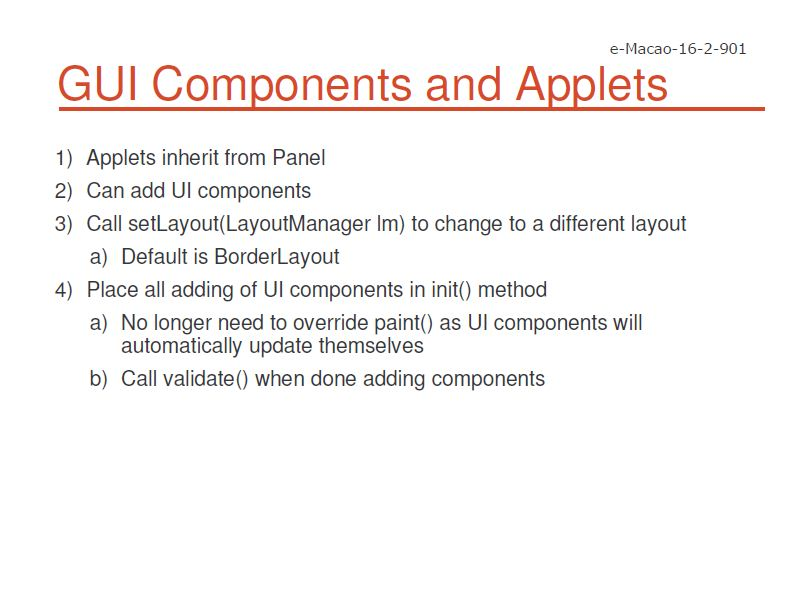 e-Macao-16-2-901
GUI Components and Applets
1) Applets inherit from Panel
2) Can add UI components
3) Call setLayout(LayoutManager lm) to change to a different layout
a) Default is BorderLayout
4) Place all adding of UI components in init() method
a) No longer need to override paint() as UI components will
automatically update themselves
b) Call validate() when done adding components